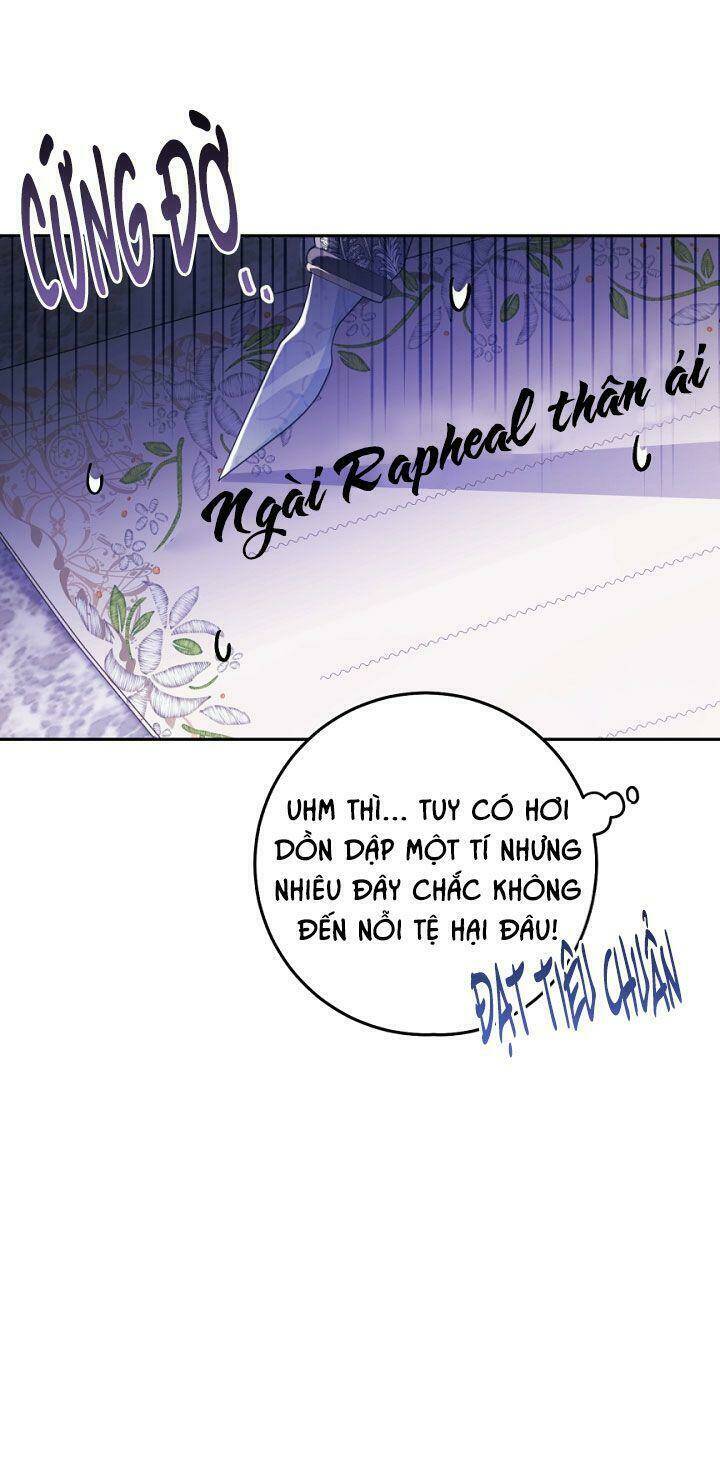 CỨNG ĐỜ
Ngài Rapheal thân ái
UHM THÌ... TUY CÓ HƠI
DỒN DẬP MỘT TÍ NHƯNG
NHIÊU ĐÂY CHẮC KHÔNG
ĐẾN NỖI TỆ HẠI ĐÂU!
ĐẠT TIÊU CHUẨN